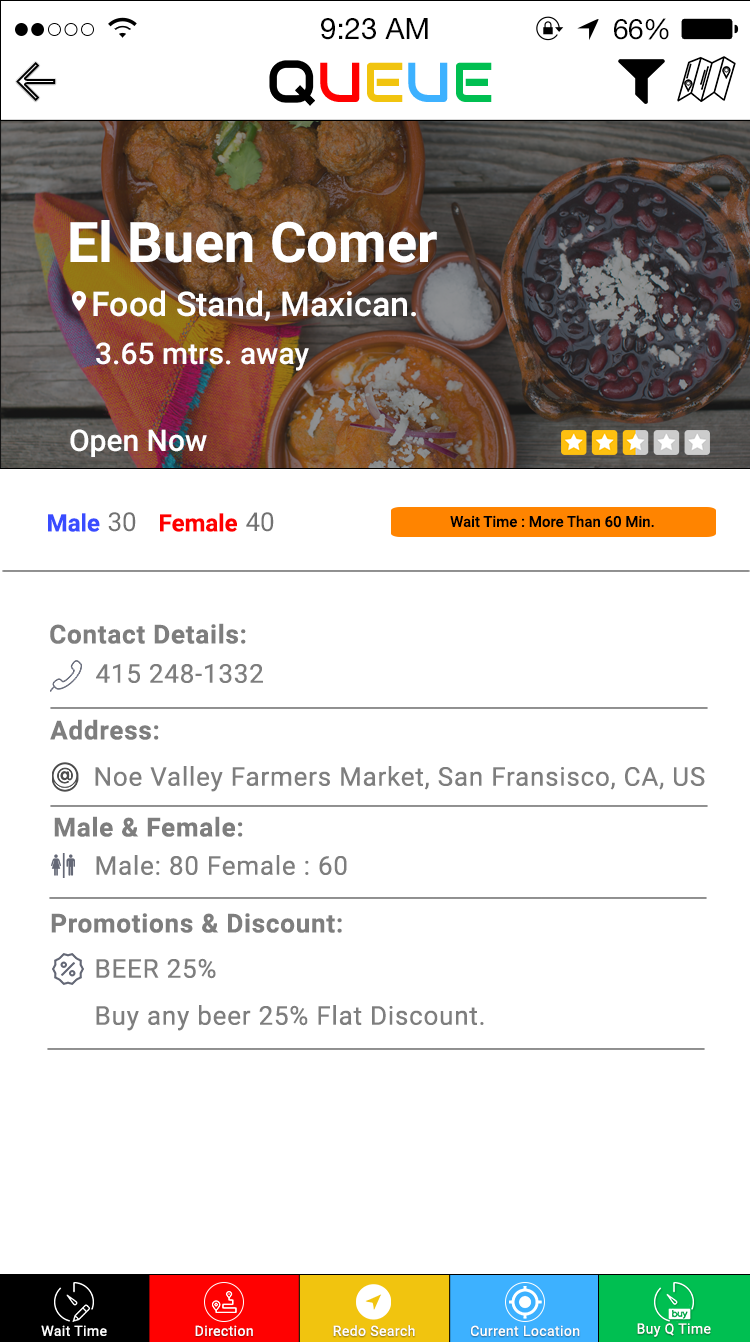 9:23 AM 66%
QUEUE
El Buen Comer
Food Stand, Maxican.
3.65 mtrs. away
Open Now
Male 30 Female 40 Wait Time : More Than 60 Min.
Contact Details:
415 248-1332
Address:
Noe Valley Farmers Market, San Fransisco, CA, US
Male & Female:
Male: 80 Female : 60
Promotions & Discount:
BEER 25%
Buy any beer 25% Flat Discount.
buy
Wait Time Direction Redo Search Current Location Buy Q Time